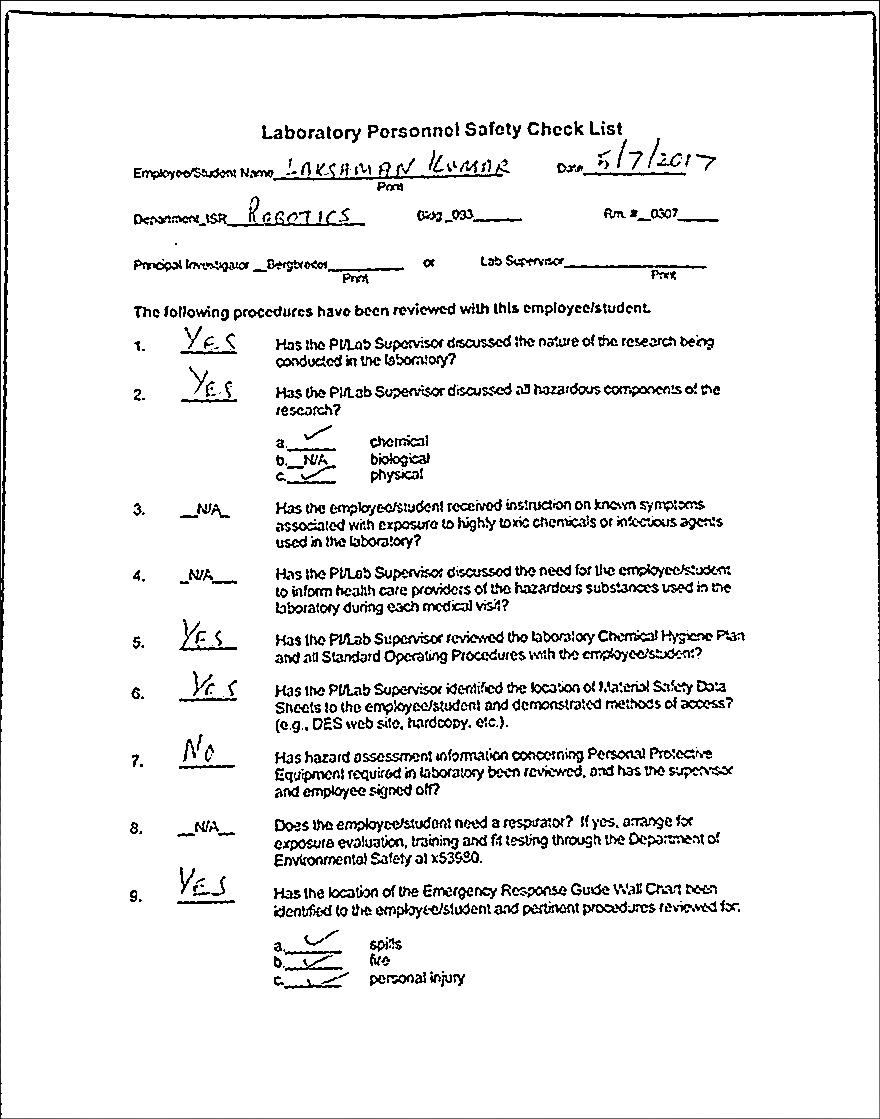 Laboratory Personnel Safety Check List
Employee/Student Name LAKSHMAN KUMAR Date 5/7/2017
Print
Department_ISR ROBOTICS Bldg_093 Rm. #_0307
Principal Investigator _Bergbreiter or Lab Supervisor
Print Print
The following procedures have been reviewed with this employee/student.
1. YES Has the PI/Lab Supervisor discussed the nature of the research being
conducted in the laboratory?
2. YES Has the PI/Lab Supervisor discussed all hazardous components of the
research?
a. ✓ chemical
b. N/A biological
c. ✓ physical
3. N/A Has the employee/student received instruction on known symptoms
associated with exposure to highly toxic chemicals or infectious agents
used in the laboratory?
4. N/A Has the PI/Lab Supervisor discussed the need for the employee/student
to inform health care providers of the hazardous substances used in the
laboratory during each medical visit?
5. YES Has the PI/Lab Supervisor reviewed the laboratory Chemical Hygiene Plan
and all Standard Operating Procedures with the employee/student?
6. YES Has the PI/Lab Supervisor identified the location of Material Safety Data
Sheets to the employee/student and demonstrated methods of access?
(e.g., DES web site, hardcopy, etc.).
7. NO Has hazard assessment information concerning Personal Protective
Equipment required in laboratory been reviewed, and has the supervisor
and employee signed off?
8. N/A Does the employee/student need a respirator? If yes, arrange for
exposure evaluation, training and fit testing through the Department of
Environmental Safety at x53980.
9. YES Has the location of the Emergency Response Guide Wall Chart been
identified to the employee/student and pertinent procedures reviewed for:
a. ✓ spills
b. ✓ fire
c. ✓ personal injury